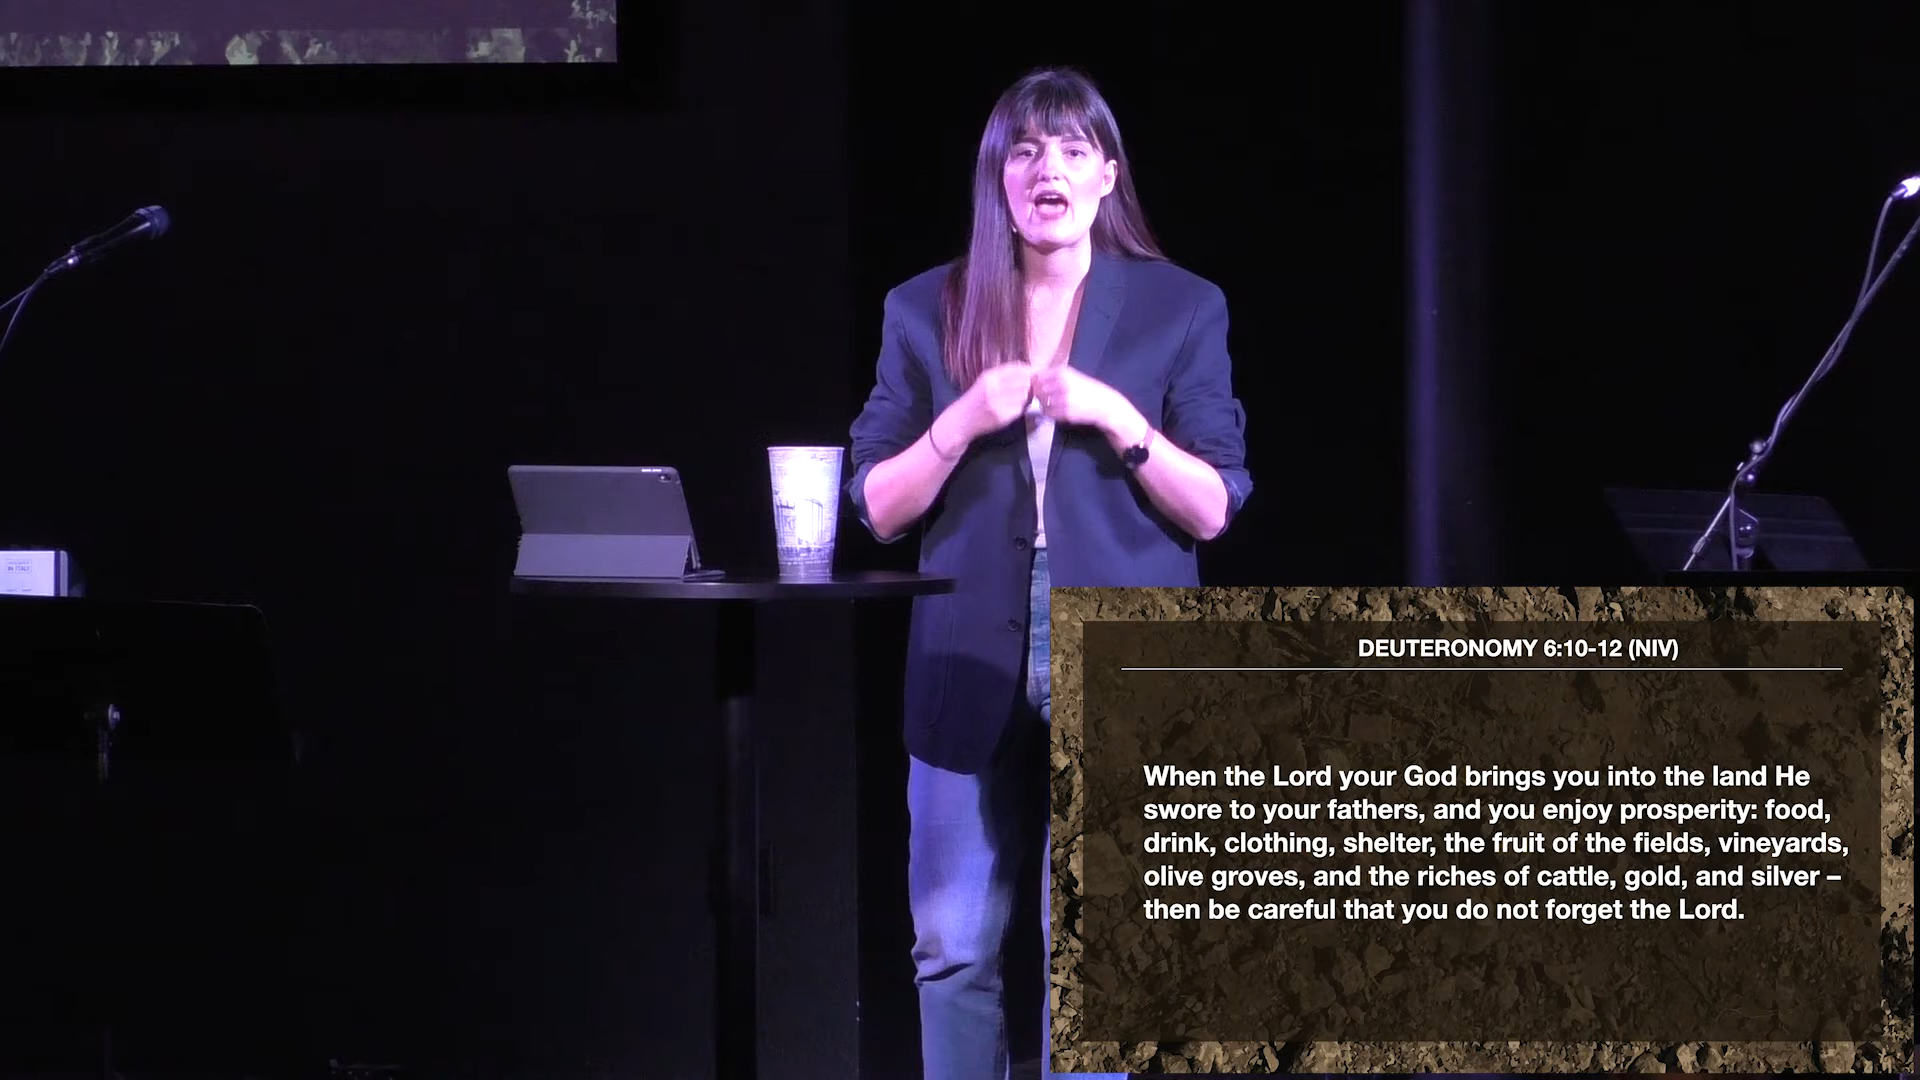 IN ITALY
DEUTERONOMY 6:10-12 (NIV)
When the Lord your God brings you into the land He
swore to your fathers, and you enjoy prosperity: food,
drink, clothing, shelter, the fruit of the fields, vineyards,
olive groves, and the riches of cattle, gold, and silver –
then be careful that you do not forget the Lord.